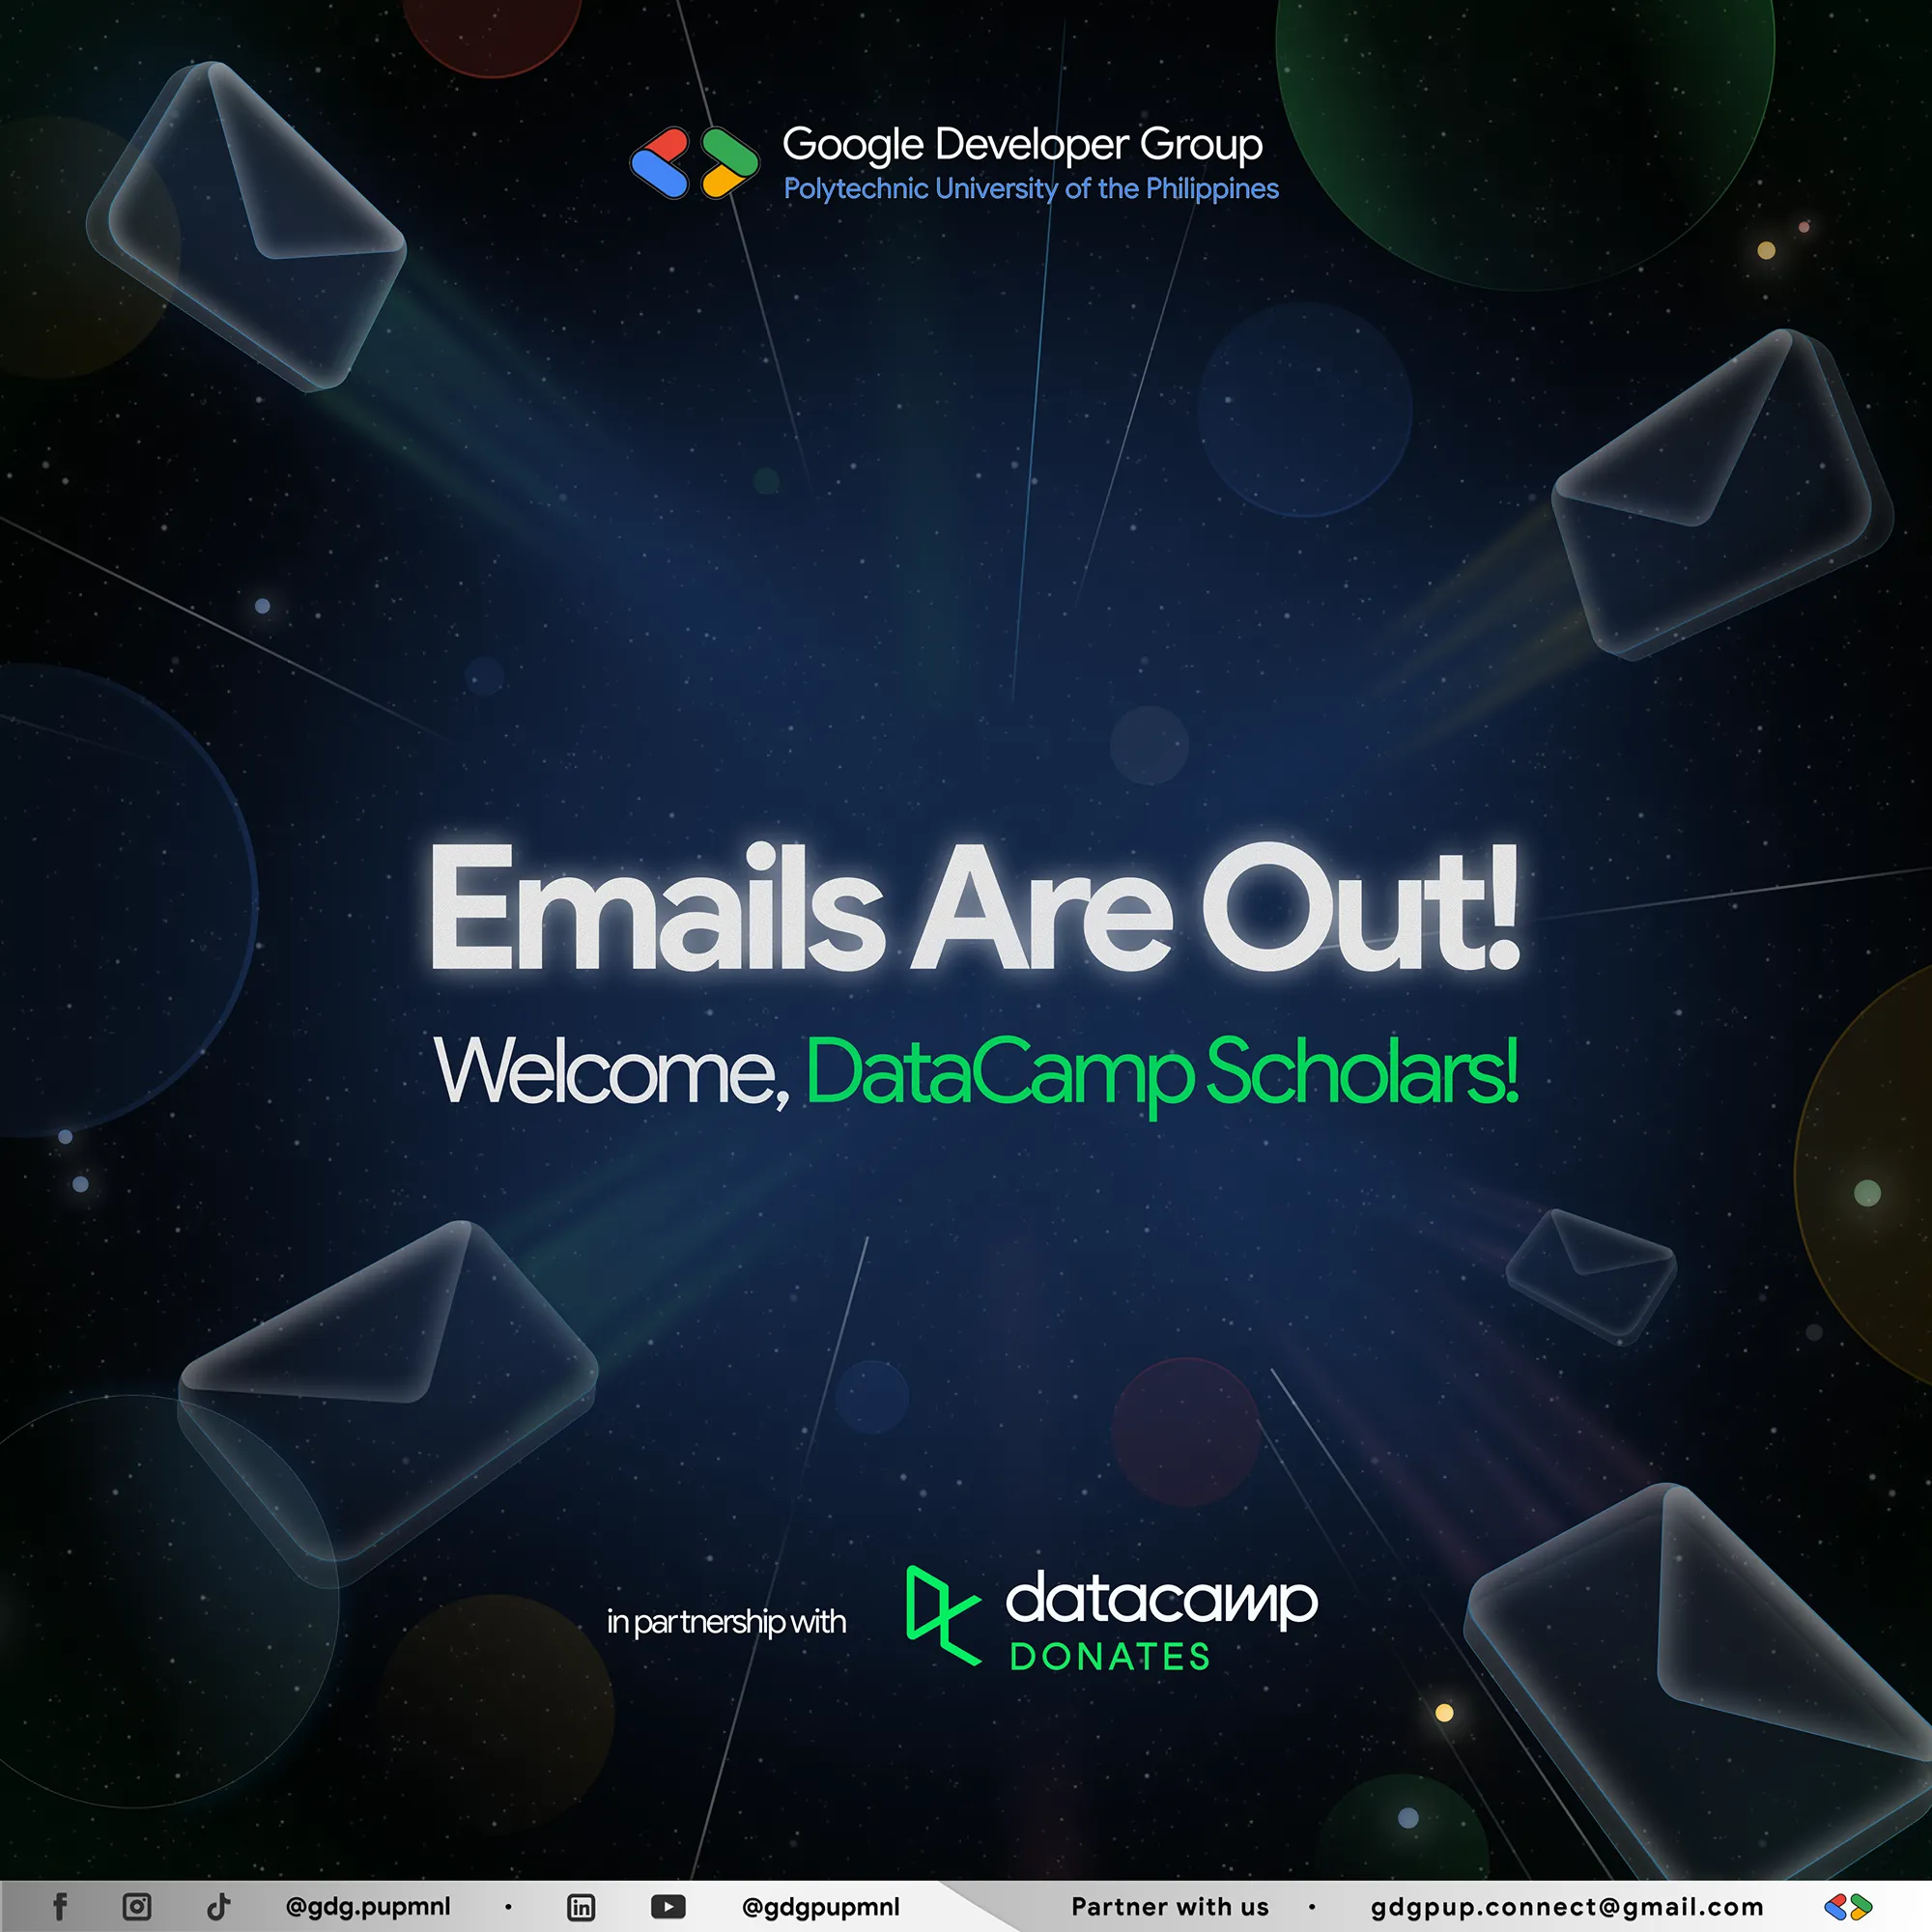 Google Developer Group
Polytechnic University of the Philippines
Emails Are Out!
Welcome, DataCamp Scholars!
in partnership with
datacamp
DONATES
@gdg.pupmnl · @gdgpupmnl
Partner with us · gdgpup.connect@gmail.com